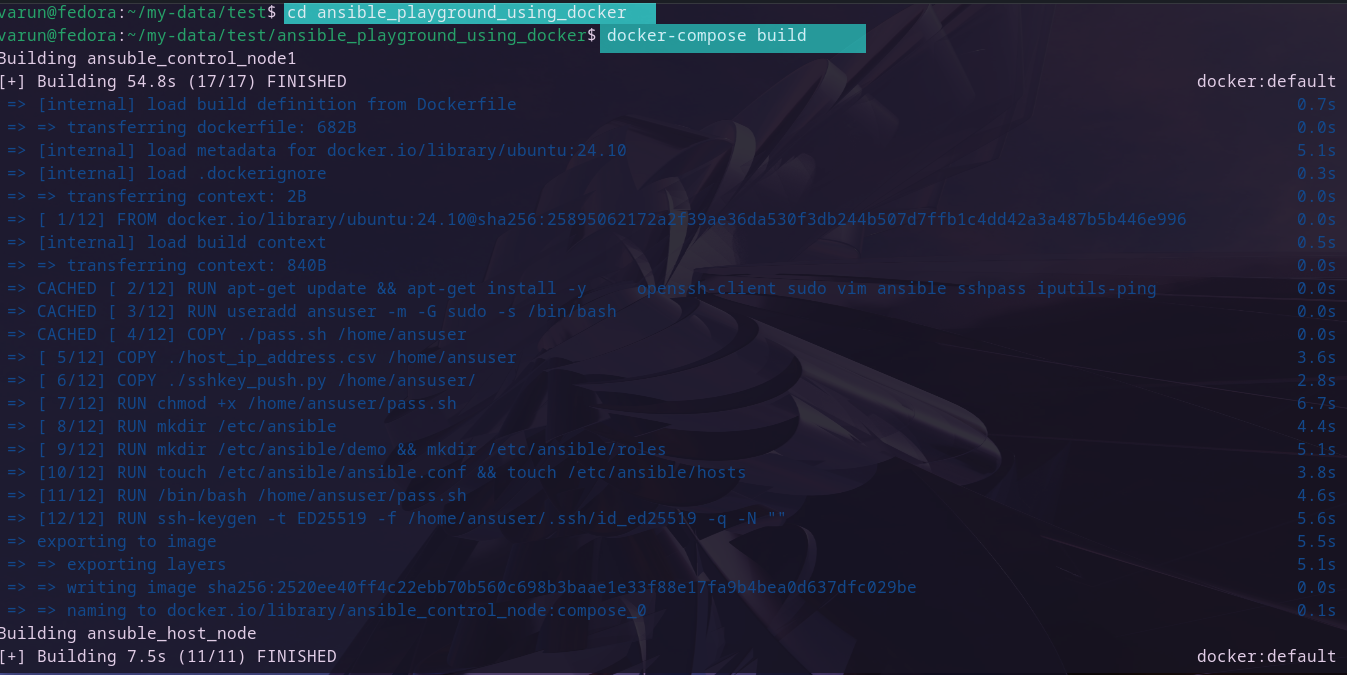 varun@fedora:~/my-data/test$ cd ansible_playground_using_docker
varun@fedora:~/my-data/test/ansible_playground_using_docker$ docker-compose build
Building ansuble_control_node1
[+] Building 54.8s (17/17) FINISHED docker:default
=> [internal] load build definition from Dockerfile 0.7s
=> => transferring dockerfile: 682B 0.0s
=> [internal] load metadata for docker.io/library/ubuntu:24.10 5.1s
=> [internal] load .dockerignore 0.3s
=> => transferring context: 2B 0.0s
=> [ 1/12] FROM docker.io/library/ubuntu:24.10@sha256:25895062172a2f39ae36da530f3db244b507d7ffb1c4dd42a3a487b5b446e996 0.0s
=> [internal] load build context 0.5s
=> => transferring context: 840B 0.0s
=> CACHED [ 2/12] RUN apt-get update && apt-get install -y     openssh-client sudo vim ansible sshpass iputils-ping 0.0s
=> CACHED [ 3/12] RUN useradd ansuser -m -G sudo -s /bin/bash 0.0s
=> CACHED [ 4/12] COPY ./pass.sh /home/ansuser 0.0s
=> [ 5/12] COPY ./host_ip_address.csv /home/ansuser 3.6s
=> [ 6/12] COPY ./sshkey_push.py /home/ansuser/ 2.8s
=> [ 7/12] RUN chmod +x /home/ansuser/pass.sh 6.7s
=> [ 8/12] RUN mkdir /etc/ansible 4.4s
=> [ 9/12] RUN mkdir /etc/ansible/demo && mkdir /etc/ansible/roles 5.1s
=> [10/12] RUN touch /etc/ansible/ansible.conf && touch /etc/ansible/hosts 3.8s
=> [11/12] RUN /bin/bash /home/ansuser/pass.sh 4.6s
=> [12/12] RUN ssh-keygen -t ED25519 -f /home/ansuser/.ssh/id_ed25519 -q -N "" 5.6s
=> exporting to image 5.5s
=> => exporting layers 5.1s
=> => writing image sha256:2520ee40ff4c22ebb70b560c698b3baae1e33f88e17fa9b4bea0d637dfc029be 0.0s
=> => naming to docker.io/library/ansible_control_node:compose_0 0.1s
Building ansuble_host_node
[+] Building 7.5s (11/11) FINISHED docker:default